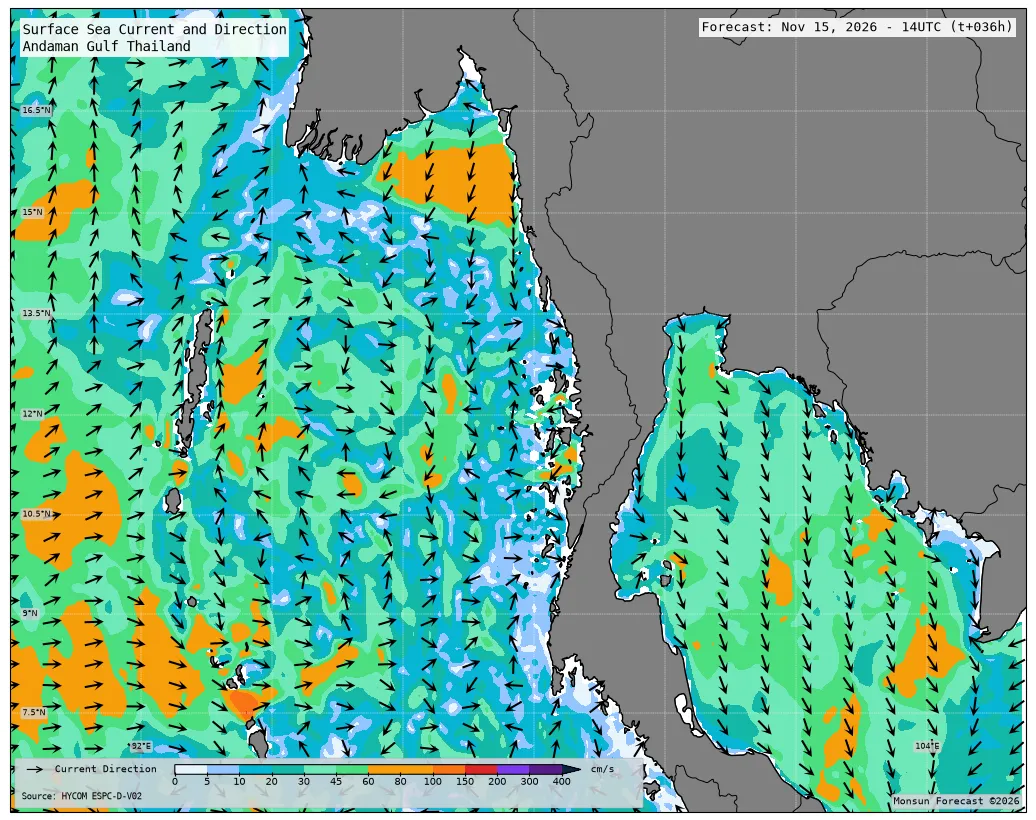 Surface Sea Current and Direction
Andaman Gulf Thailand
Forecast: Nov 15, 2026 - 14UTC (t+036h)
16.5°N
15°N
13.5°N
12°N
10.5°N
9°N
7.5°N
92°E
104°E
Current Direction
cm/s
0 5 10 20 30 45 60 80 100 150 200 300 400
Source: HYCOM ESPC-D-V02
Monsun Forecast ©2026